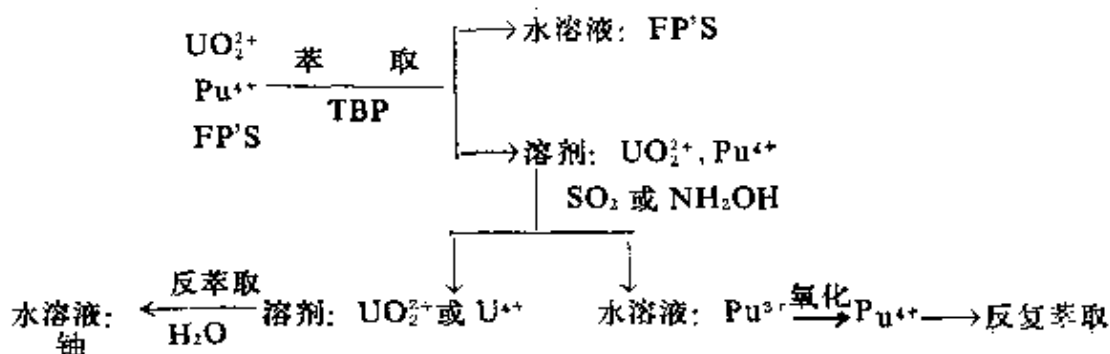 UO₂²⁺
Pu⁴⁺
FP'S
萃 取
TBP
水溶液: FP'S
溶剂: UO₂²⁺, Pu⁴⁺
SO₂ 或 NH₂OH
水溶液:
铀
反萃取
H₂O
溶剂: UO₂²⁺或 U⁴⁺
水溶液: Pu³⁺
氧化
Pu⁴⁺
反复萃取